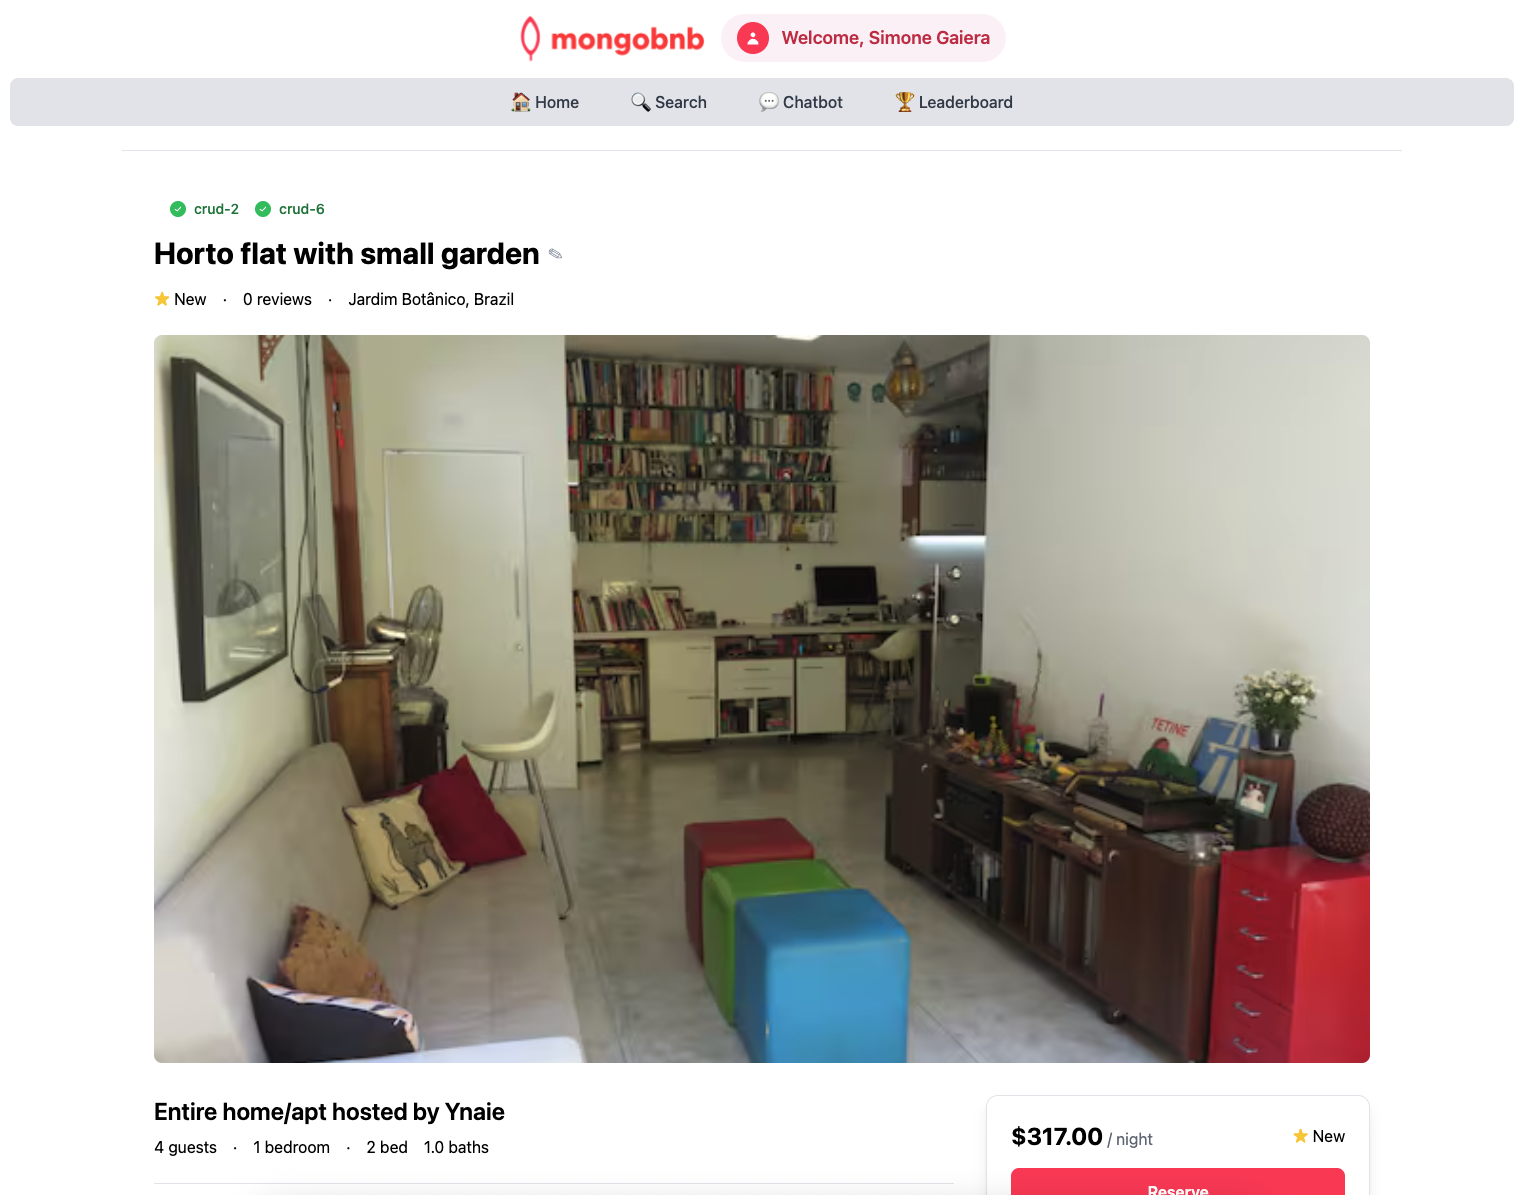 mongobnb
Welcome, Simone Gaiera
Home
Search
Chatbot
Leaderboard
crud-2
crud-6
Horto flat with small garden
New · 0 reviews · Jardim Botânico, Brazil
TETINE
Entire home/apt hosted by Ynaie
4 guests · 1 bedroom · 2 bed 1.0 baths
$317.00 / night
New
Reserve